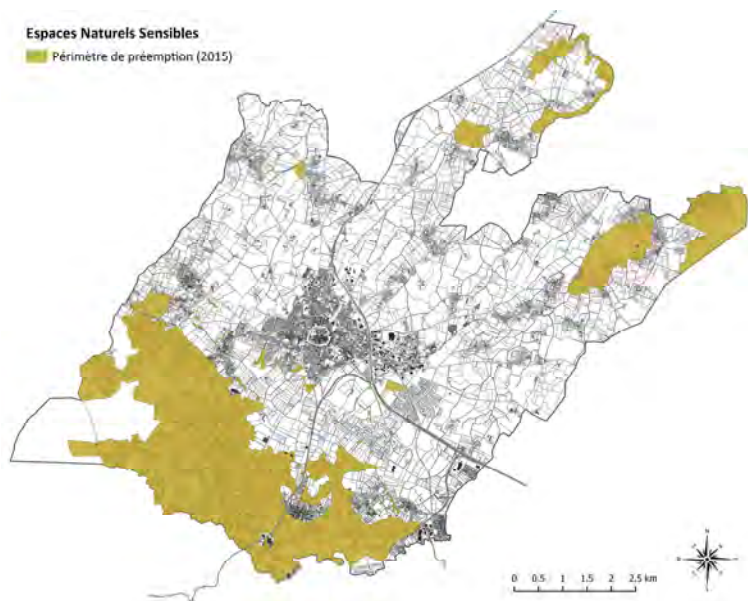 Espaces Naturels Sensibles
Périmètre de préemption (2015)
N
0 0.5 1 1.5 2 2.5 km